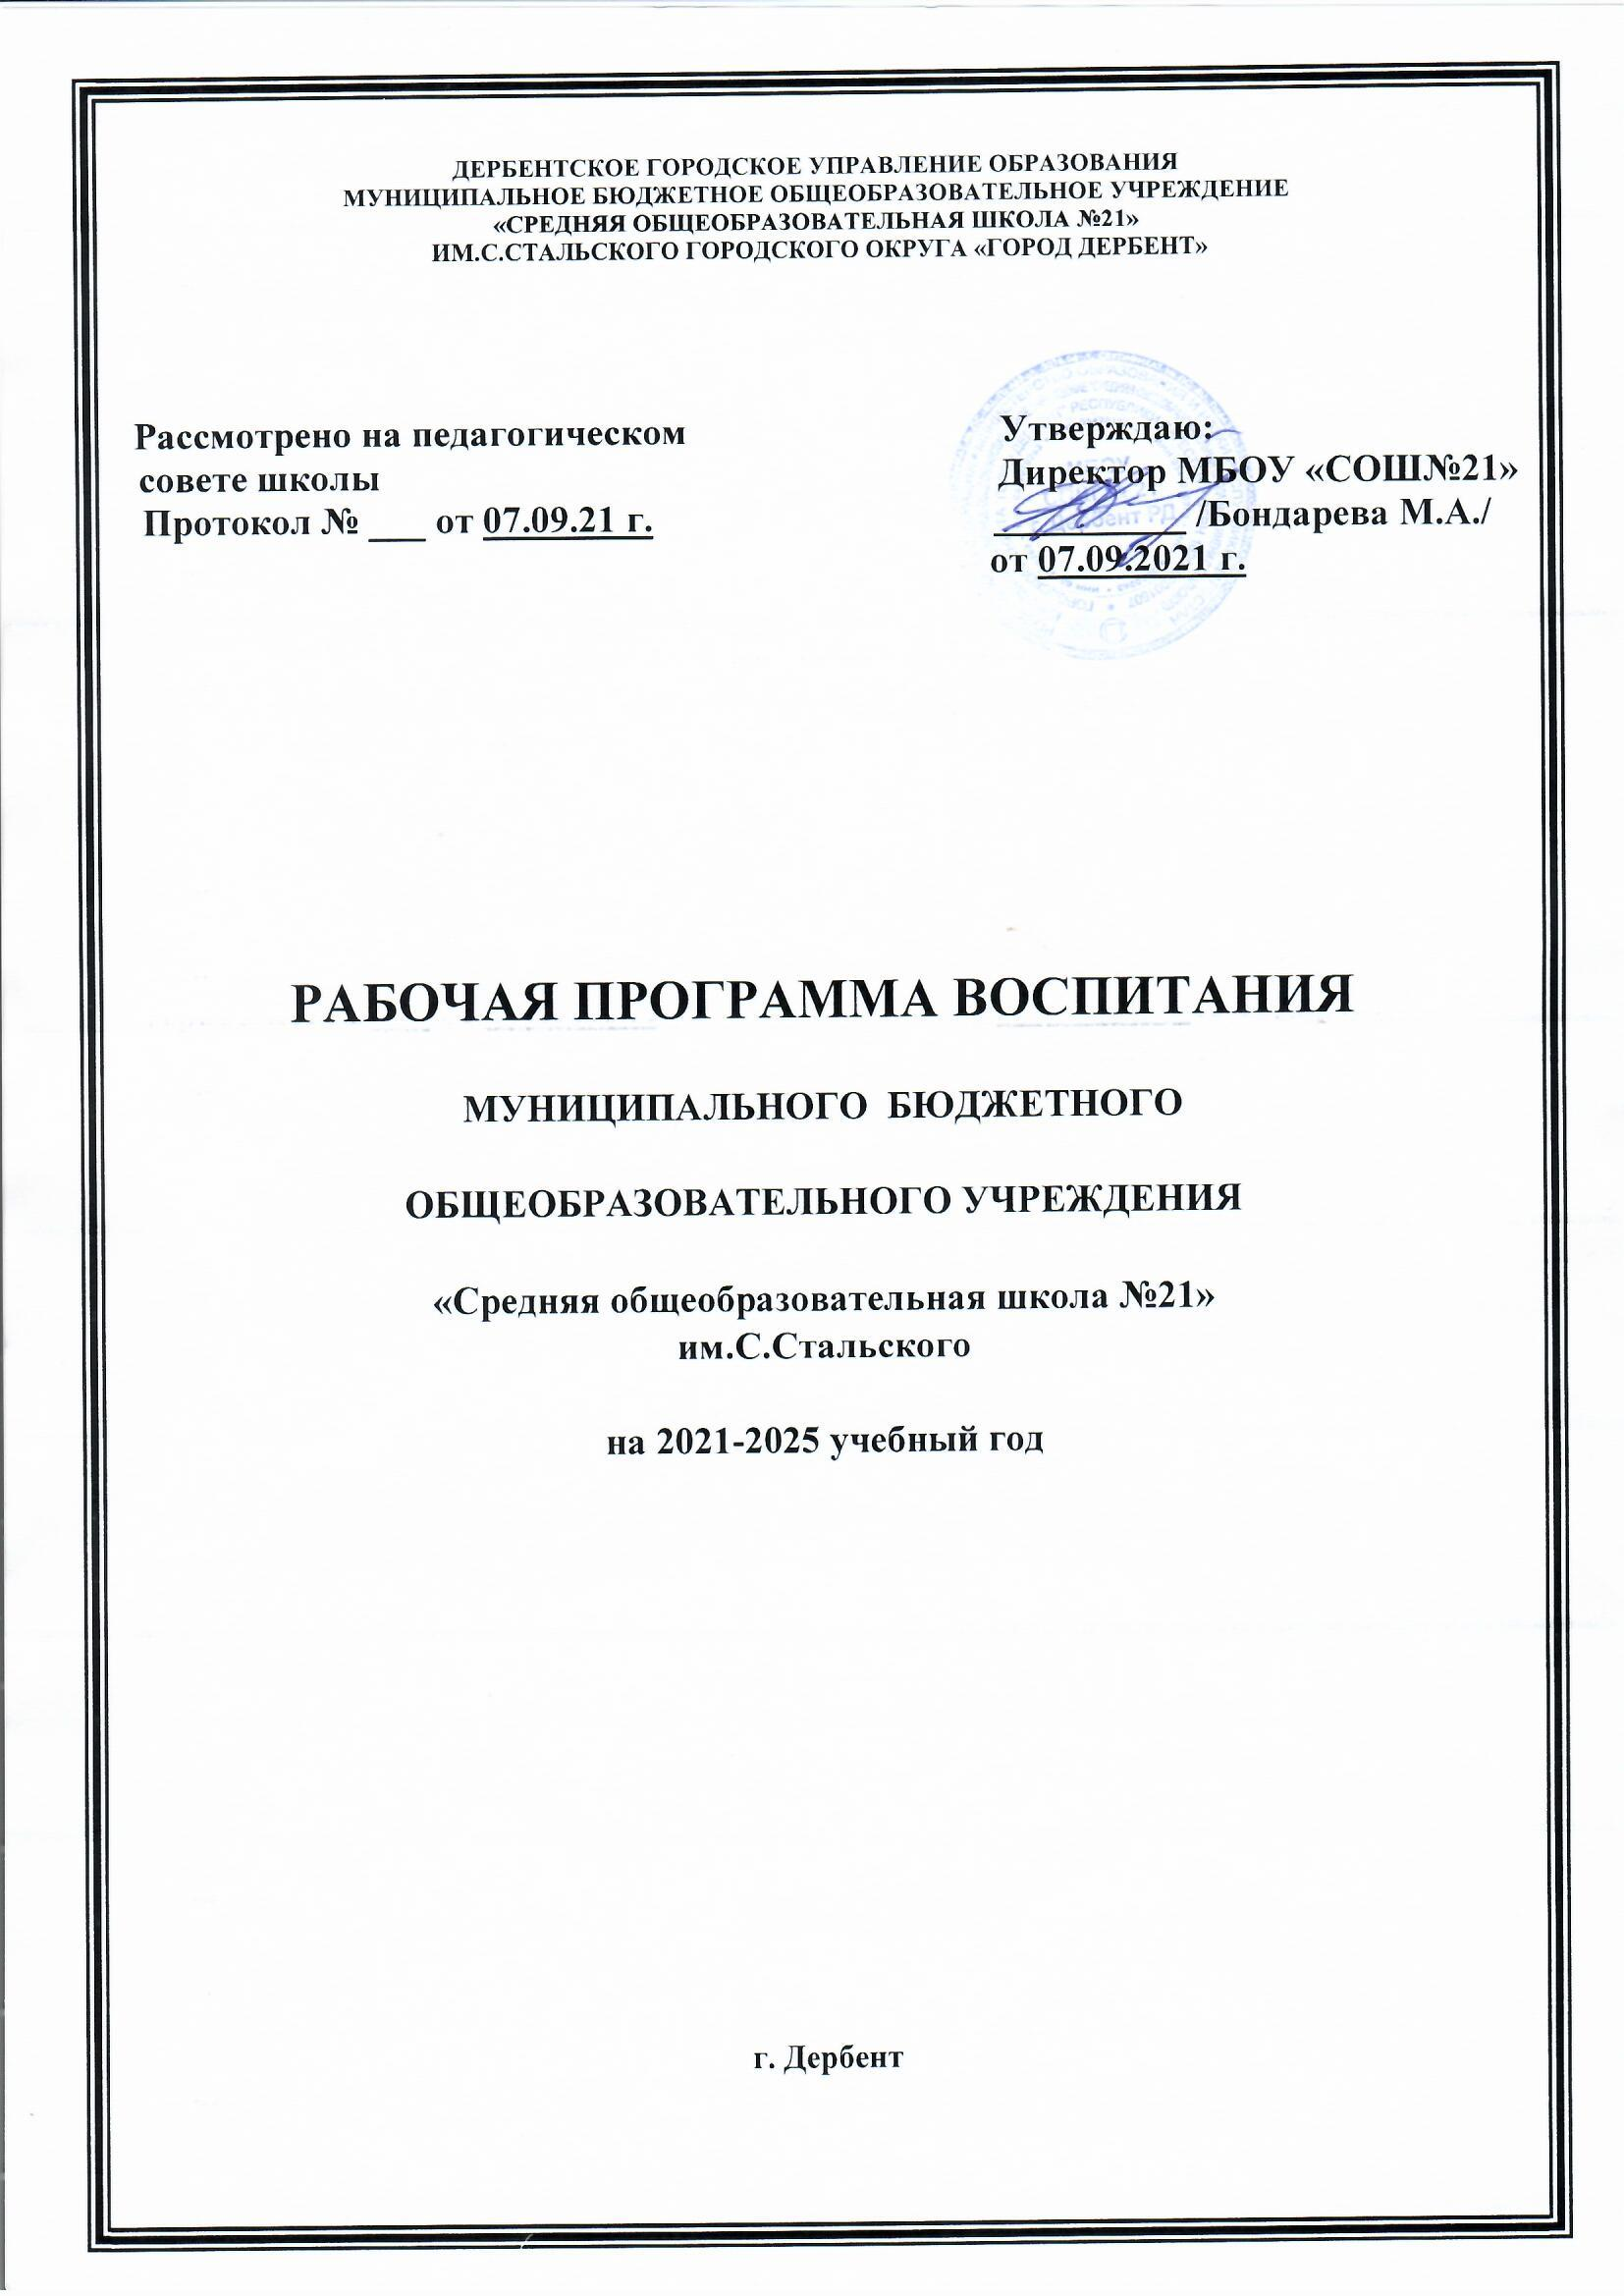 ДЕРБЕНТСКОЕ ГОРОДСКОЕ УПРАВЛЕНИЕ ОБРАЗОВАНИЯ
МУНИЦИПАЛЬНОЕ БЮДЖЕТНОЕ ОБЩЕОБРАЗОВАТЕЛЬНОЕ УЧРЕЖДЕНИЕ
«СРЕДНЯЯ ОБЩЕОБРАЗОВАТЕЛЬНАЯ ШКОЛА №21»
ИМ.С.СТАЛЬСКОГО ГОРОДСКОГО ОКРУГА «ГОРОД ДЕРБЕНТ»
Рассмотрено на педагогическом
совете школы
Протокол № ___ от 07.09.21 г.
Утверждаю:
Директор МБОУ «СОШ№21»
__________ /Бондарева М.А./
от 07.09.2021 г.
РАБОЧАЯ ПРОГРАММА ВОСПИТАНИЯ
МУНИЦИПАЛЬНОГО БЮДЖЕТНОГО
ОБЩЕОБРАЗОВАТЕЛЬНОГО УЧРЕЖДЕНИЯ
«Средняя общеобразовательная школа №21»
им.С.Стальского
на 2021-2025 учебный год
г. Дербент